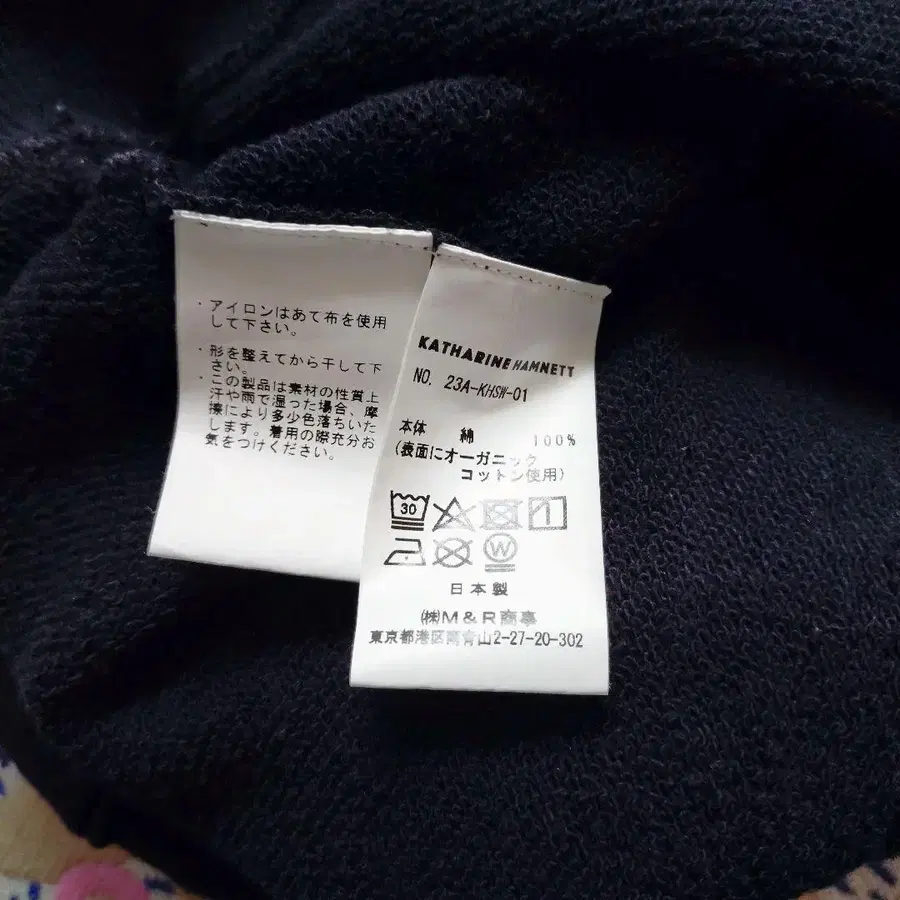 ・アイロンはあて布を使用
して下さい。
・形を整えてから干して下
さい。
・この製品は素材の性質上
汗や雨で湿った場合、摩
擦により多少色落ちいた
します。着用の際充分お
気をつけください。
KATHARINE HAMNETT
NO. 23A-KHSW-01
本体 綿 100%
(表面にオーガニック
コットン使用)
30
W
日本製
㈱M&R商事
東京都港区南青山2-27-20-302